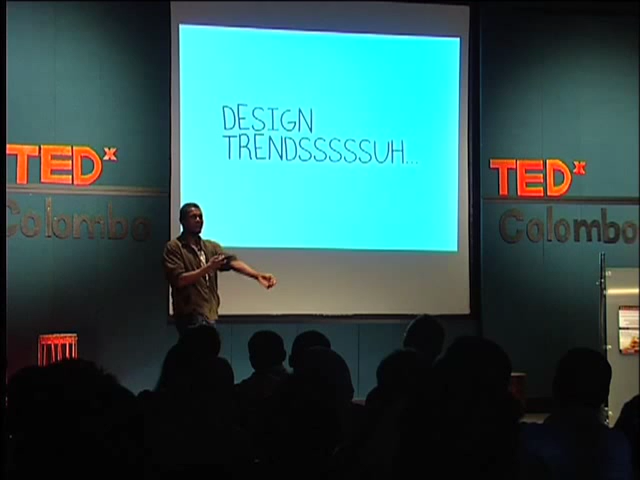 DESIGN
TRENDSSSSSUH...
TEDx
Colombo
TEDx
Colombo